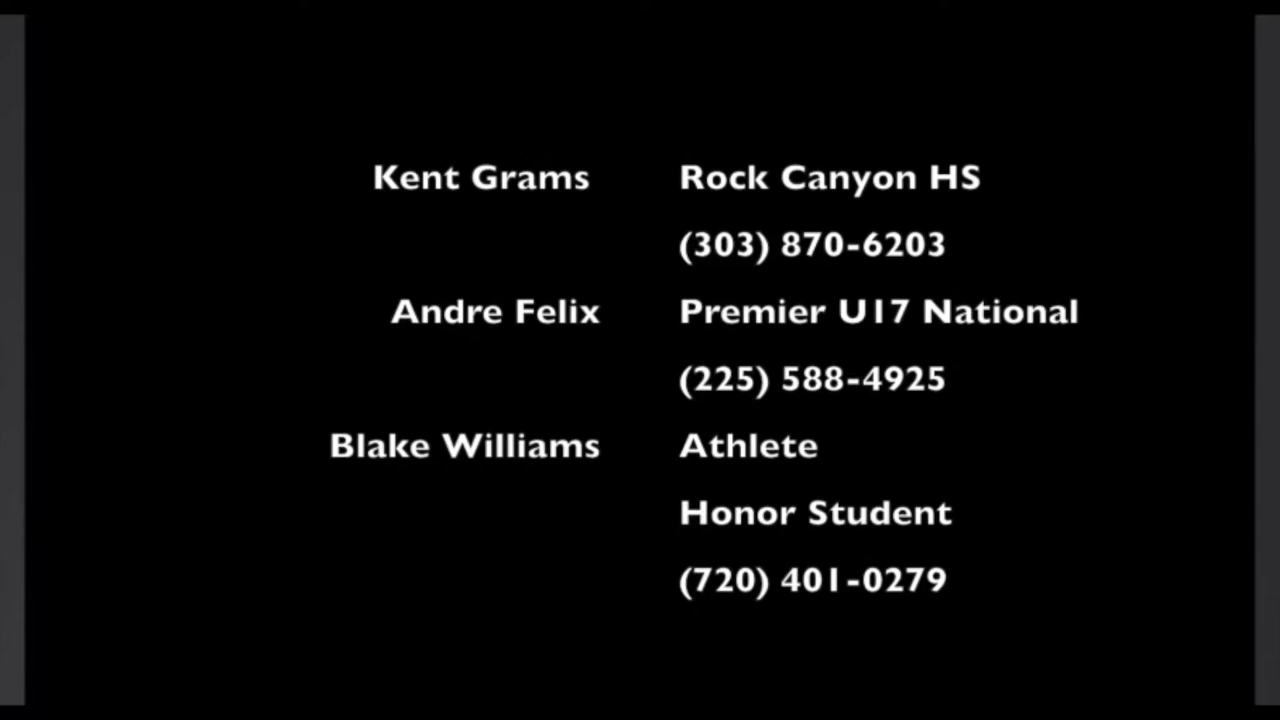 Kent Grams Rock Canyon HS
(303) 870-6203
Andre Felix Premier U17 National
(225) 588-4925
Blake Williams Athlete
Honor Student
(720) 401-0279